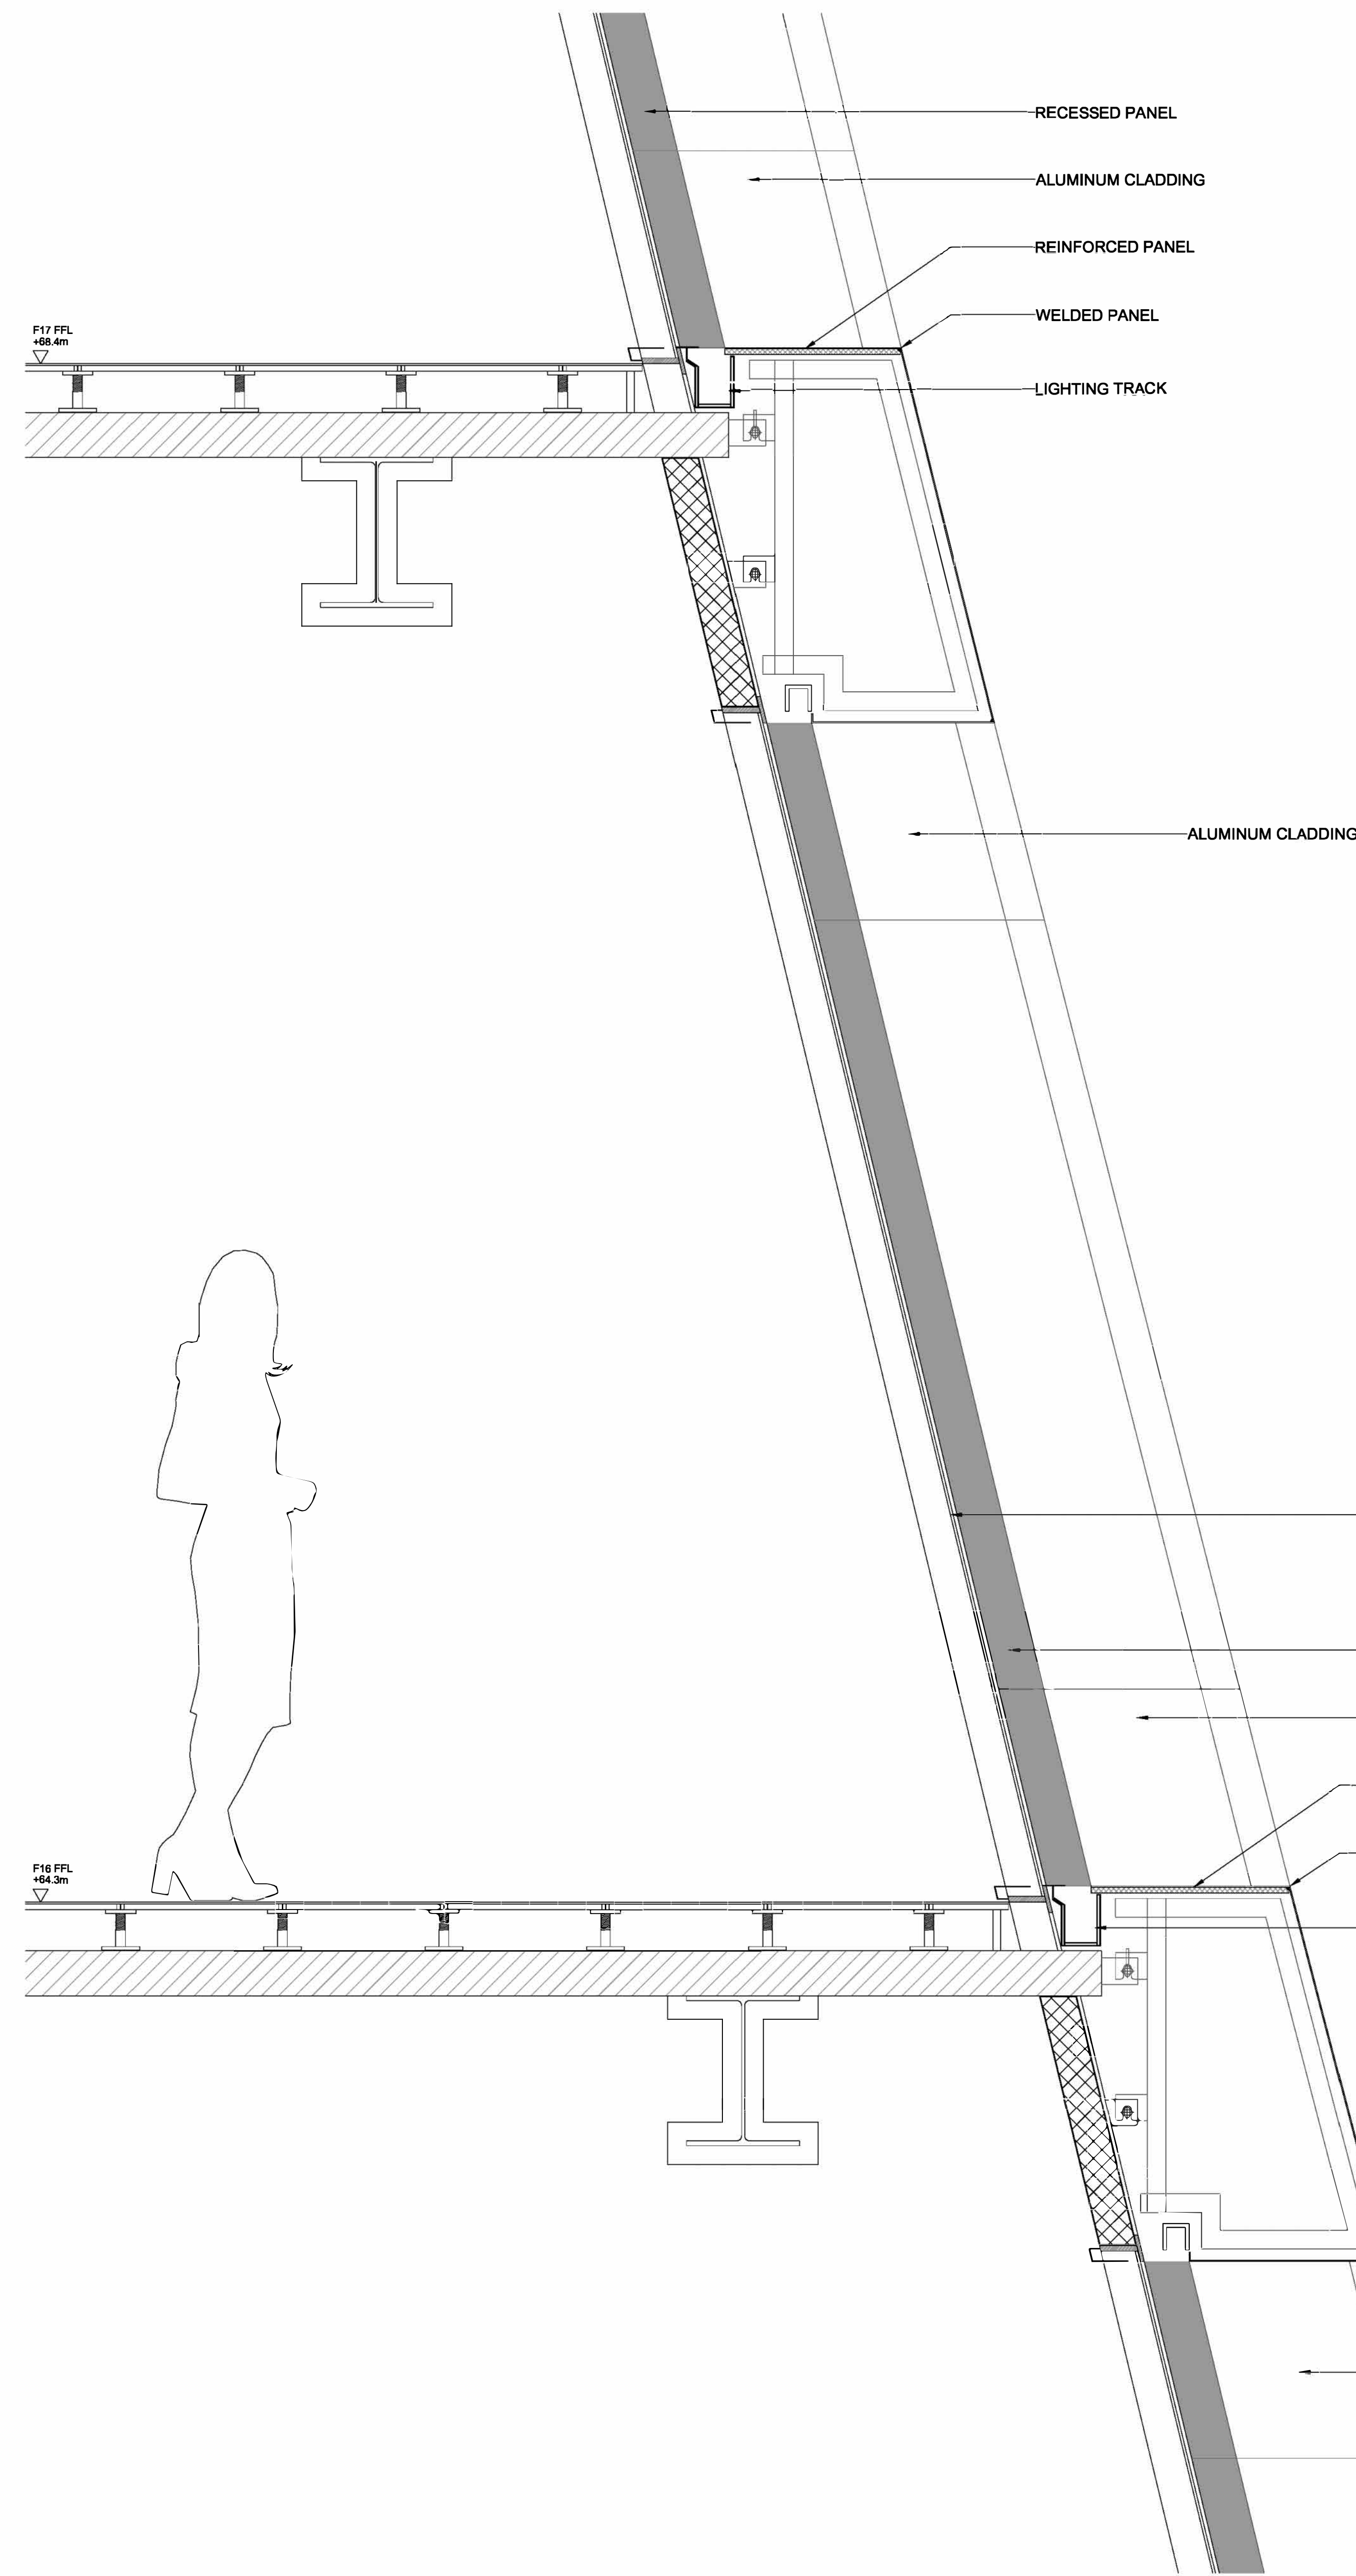 RECESSED PANEL
ALUMINUM CLADDING
REINFORCED PANEL
WELDED PANEL
F17 FFL
+68.4m
LIGHTING TRACK
ALUMINUM CLADDING
F16 FFL
+64.3m